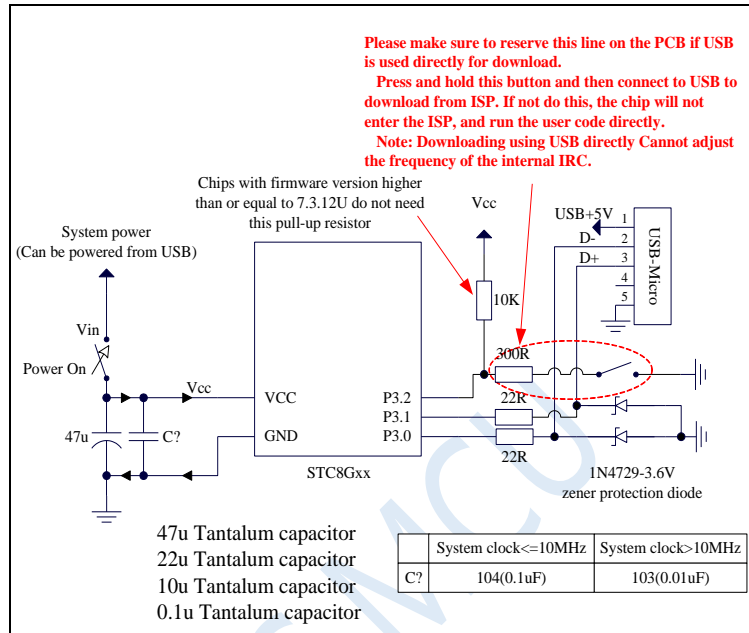 Please make sure to reserve this line on the PCB if USB
is used directly for download.
Press and hold this button and then connect to USB to
download from ISP. If not do this, the chip will not
enter the ISP, and run the user code directly.
Note: Downloading using USB directly Cannot adjust
the frequency of the internal IRC.
Chips with firmware version higher
than or equal to 7.3.12U do not need
this pull-up resistor
Vcc
System power
(Can be powered from USB)
USB+5V
D-
D+
1
2
3
4
5
USB-Micro
10K
Vin
Power On
Vcc
300R
22R
22R
VCC
GND
P3.2
P3.1
P3.0
47u
C?
STC8Gxx
1N4729-3.6V
zener protection diode
47u Tantalum capacitor
22u Tantalum capacitor
10u Tantalum capacitor
0.1u Tantalum capacitor
System clock<=10MHz System clock>10MHz
C? 104(0.1uF) 103(0.01uF)